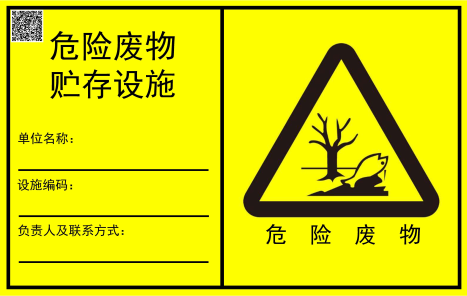 危险废物
贮存设施
单位名称：
设施编码：
负责人及联系方式：
危 险 废 物